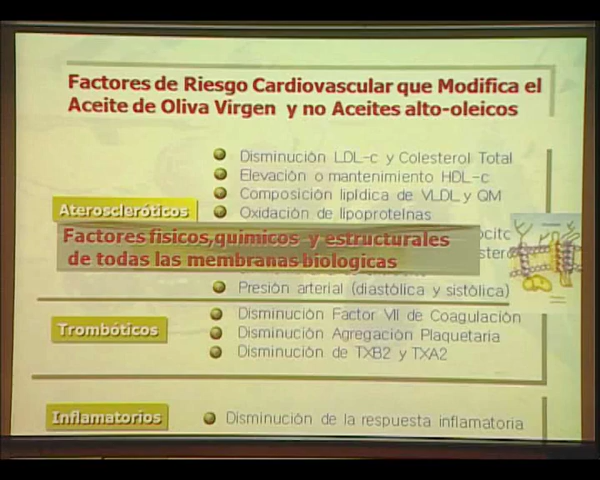 Factores de Riesgo Cardiovascular que Modifica el
Aceite de Oliva Virgen y no Aceites alto-oleicos
Disminución LDL-c y Colesterol Total
Elevación o mantenimiento HDL-c
Composición lipídica de VLDL y QM
Ateroscleróticos
Oxidación de lipoproteínas
Factores fisicos,quimicos y estructurales
de todas las membranas biologicas
Presión arterial (diastólica y sistólica)
Disminución Factor VII de Coagulación
Trombóticos
Disminución Agregación Plaquetaria
Disminución de TXB2 y TXA2
Inflamatorios
Disminución de la respuesta inflamatoria